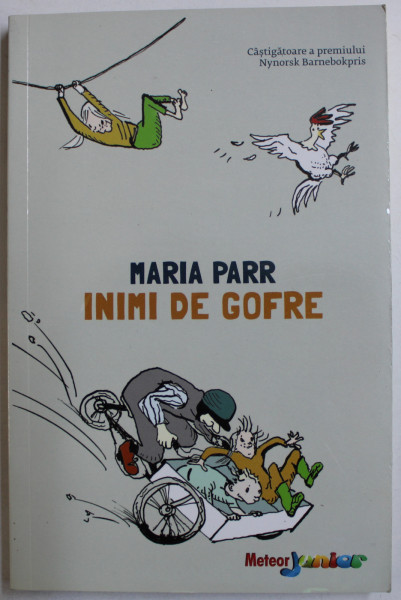 Câștigătoare a premiului
Nynorsk Barnebokpris
MARIA PARR
INIMI DE GOFRE
Meteor Junior